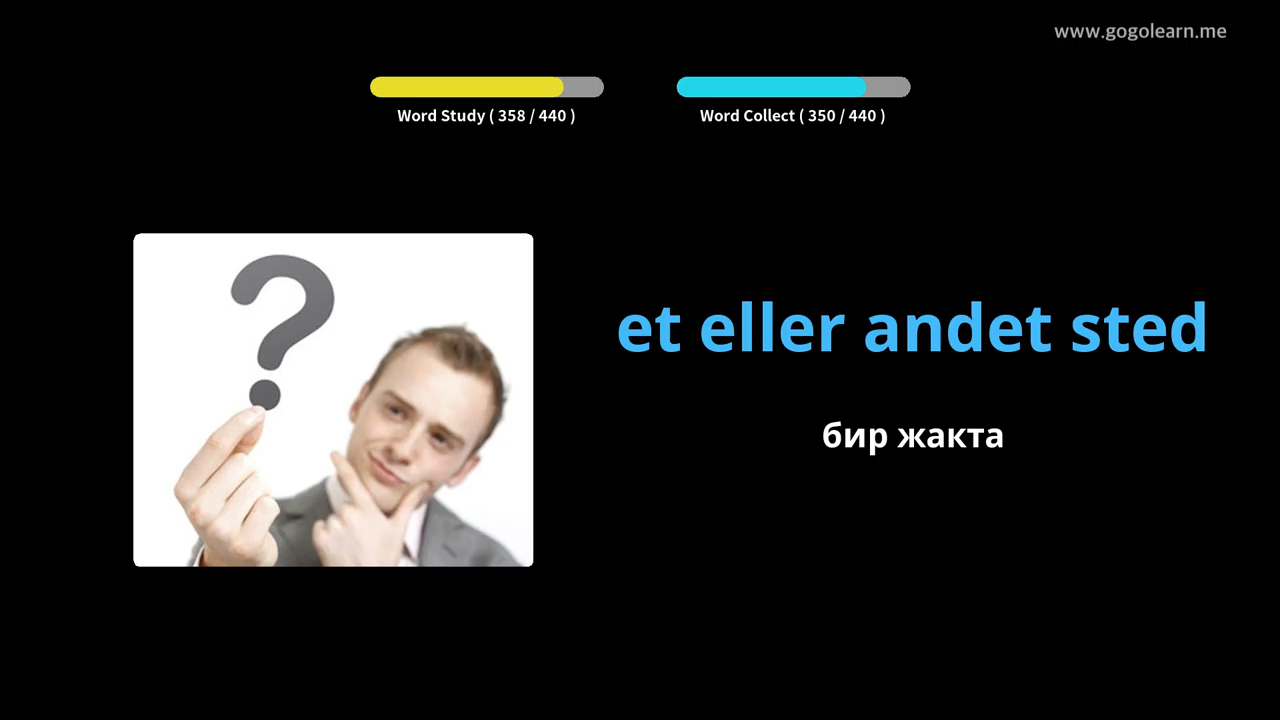 www.gogolearn.me
Word Study ( 358 / 440 )
Word Collect ( 350 / 440 )
et eller andet sted
бир жакта